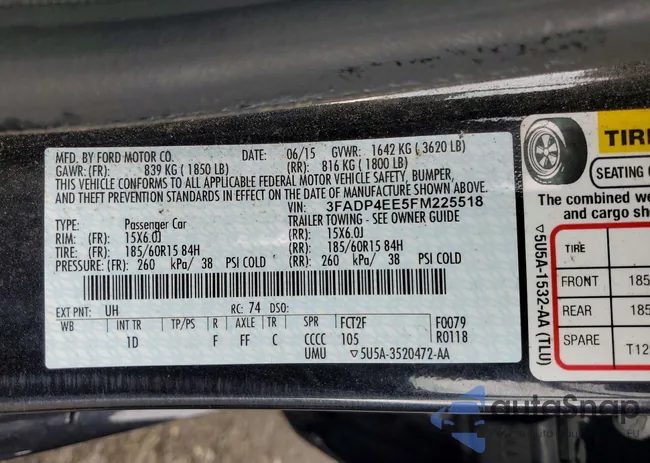 MFD. BY FORD MOTOR CO. DATE: 06/15 GVWR: 1642 KG ( 3620 LB)
GAWR:(FR): 839 KG ( 1850 LB) (RR): 816 KG ( 1800 LB)
THIS VEHICLE CONFORMS TO ALL APPLICABLE FEDERAL MOTOR VEHICLE SAFETY, BUMPER,
AND THEFT PREVENTION STANDARDS IN EFFECT ON THE DATE OF MANUFACTURE SHOWN ABOVE.
VIN: 3FADP4EE5FM225518
TYPE: Passenger Car TRAILER TOWING - SEE OWNER GUIDE
RIM: (FR): 15X6.0J (RR): 15X6.0J
TIRE: (FR): 185/60R15 84H (RR): 185/60R15 84H
PRESSURE: (FR): 260 kPa/ 38 PSI COLD (RR): 260 kPa/ 38 PSI COLD
EXT PNT: UH RC: 74 DSO:
WB INT TR TP/PS R AXLE TR SPR FCT2F F0079
1D F FF C CCCC 105 R0118
UMU ▽5U5A-3520472-AA
TIRE
SEATING
The combined
and cargo
TIRE
FRONT 185
REAR 185
SPARE T12
▽5U5A-1532-AA (TLU)
autoSnap